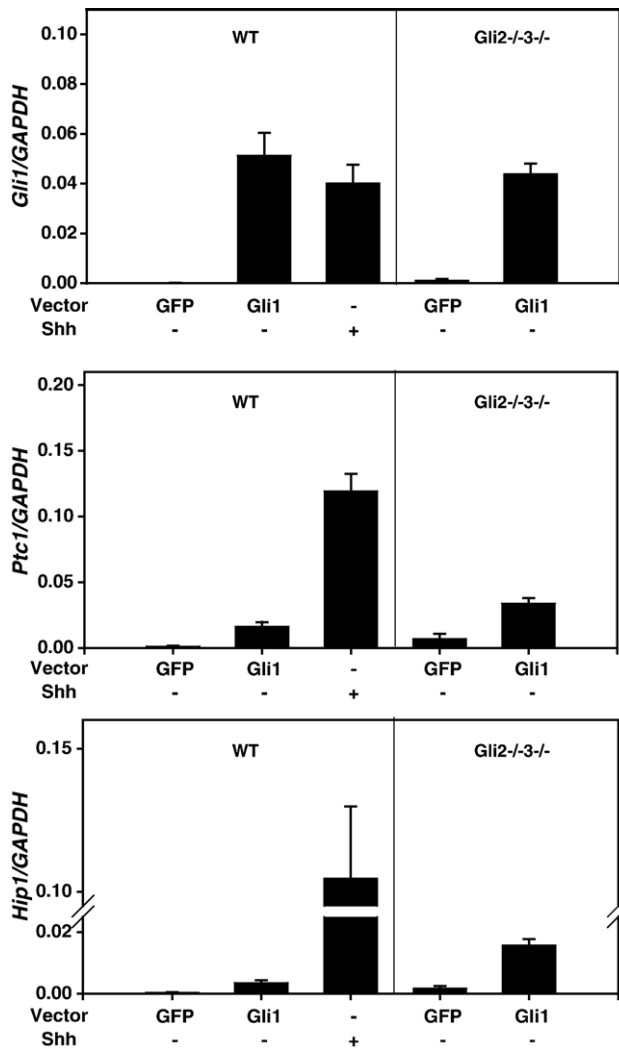 0.10
0.08
0.06
0.04
0.02
0.00
Gli1/GAPDH
WT
Gli2-/-3-/-
Vector GFP Gli1 - GFP Gli1
Shh - - + - -
0.20
0.15
0.10
0.05
0.00
Ptc1/GAPDH
WT
Gli2-/-3-/-
Vector GFP Gli1 - GFP Gli1
Shh - - + - -
0.15
0.10
0.02
0.00
Hip1/GAPDH
WT
Gli2-/-3-/-
Vector GFP Gli1 - GFP Gli1
Shh - - + - -